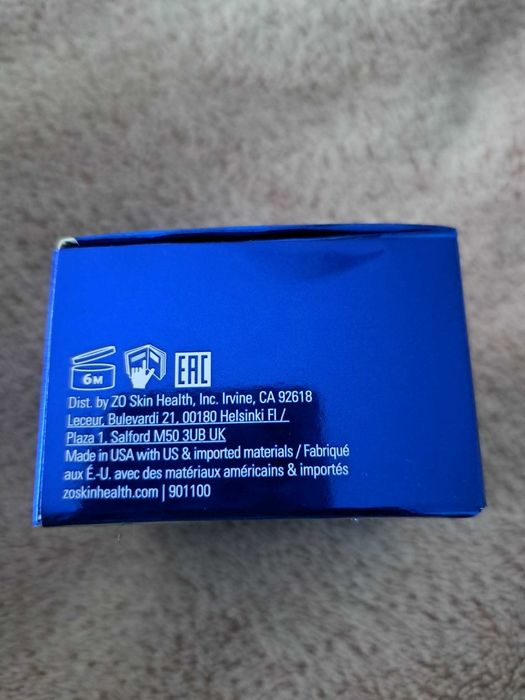 6M
EAC
Dist. by ZO Skin Health, Inc. Irvine, CA 92618
Leceur, Bulevardi 21, 00180 Helsinki FI /
Plaza 1, Salford M50 3UB UK
Made in USA with US & imported materials / Fabriqué
aux É.-U. avec des matériaux américains & importés
zoskinhealth.com | 901100